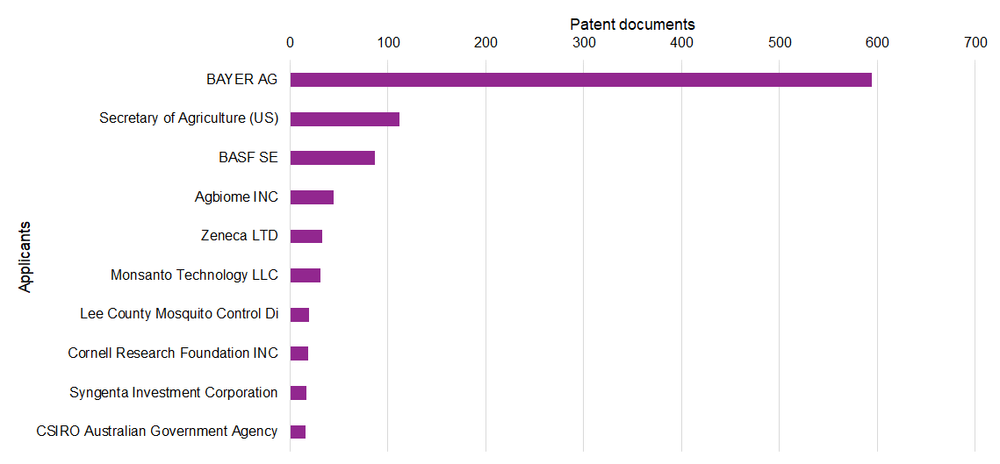 Patent documents
0 100 200 300 400 500 600 700
Applicants
BAYER AG
Secretary of Agriculture (US)
BASF SE
Agbiome INC
Zeneca LTD
Monsanto Technology LLC
Lee County Mosquito Control Di
Cornell Research Foundation INC
Syngenta Investment Corporation
CSIRO Australian Government Agency